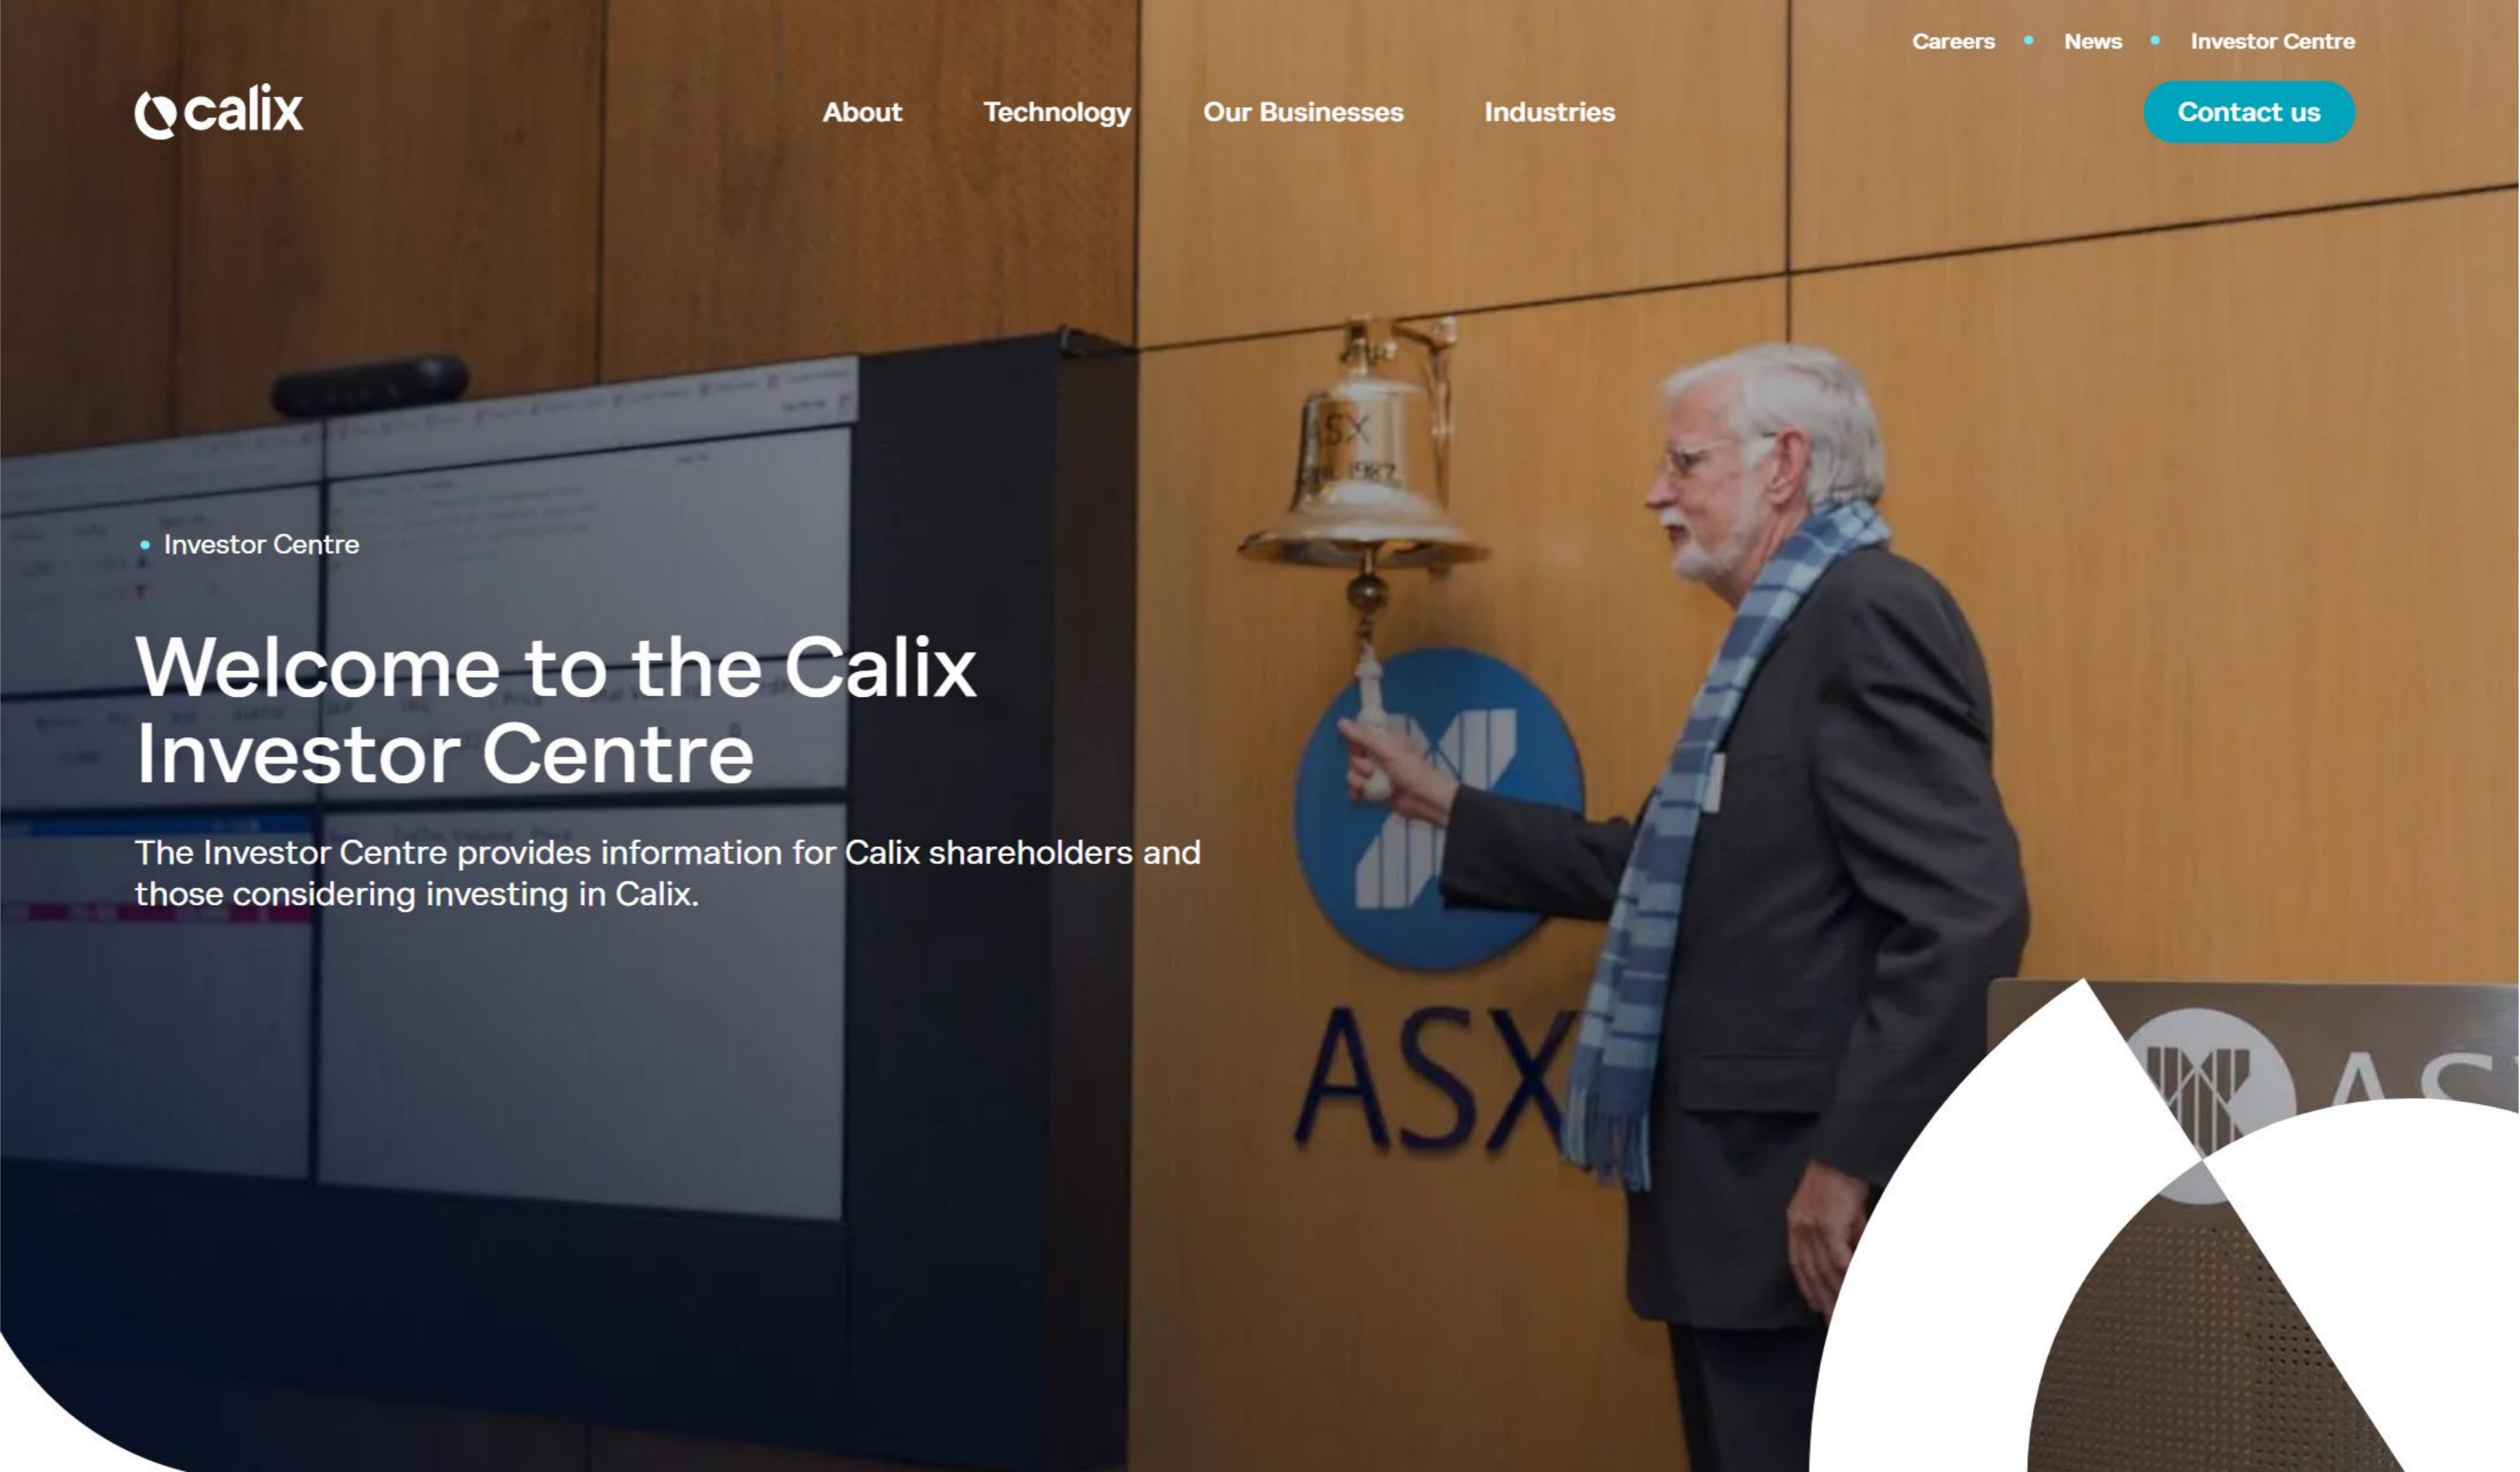 Careers • News • Investor Centre
calix
About Technology Our Businesses Industries
Contact us
ASX
1987
• Investor Centre
Welcome to the Calix
Investor Centre
The Investor Centre provides information for Calix shareholders and
those considering investing in Calix.
ASX